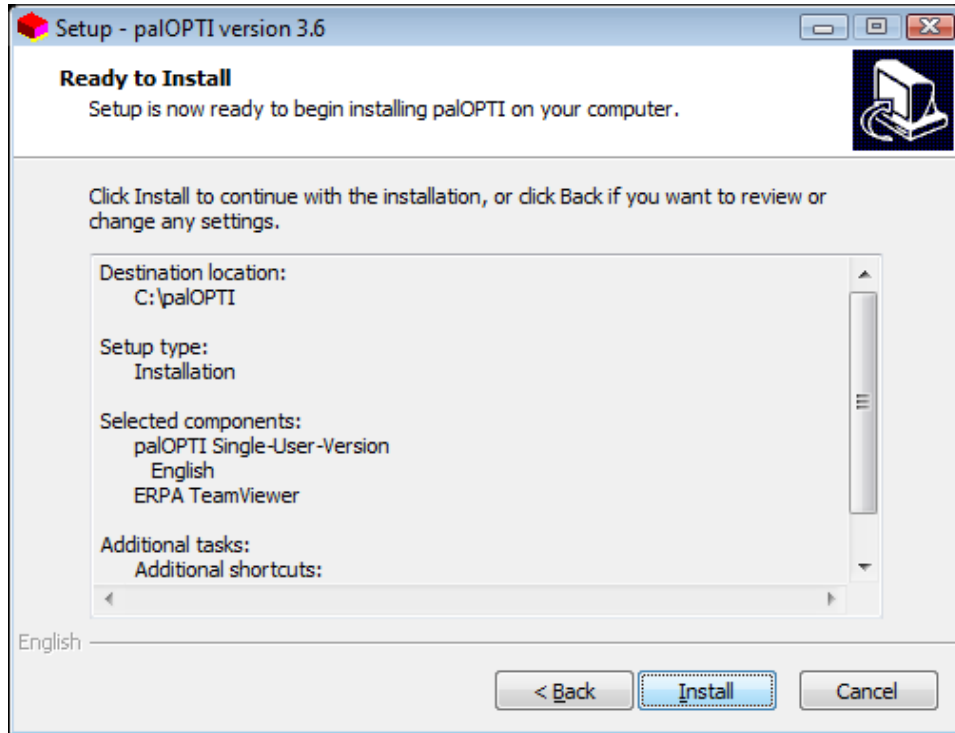 Setup - palOPTI version 3.6
Ready to Install
Setup is now ready to begin installing palOPTI on your computer.
Click Install to continue with the installation, or click Back if you want to review or
change any settings.
Destination location:
C:\palOPTI
Setup type:
Installation
Selected components:
palOPTI Single-User-Version
English
ERPA TeamViewer
Additional tasks:
Additional shortcuts:
English
< Back
Install
Cancel